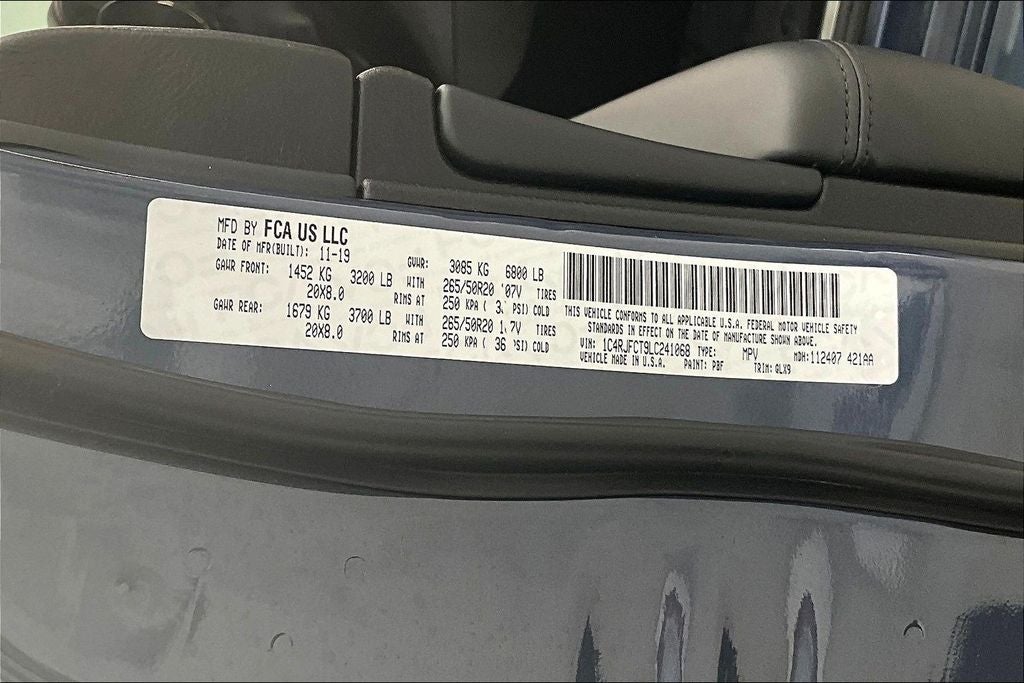 MFD BY FCA US LLC
DATE OF MFR(BUILT): 11-19
GVWR: 3085 KG 6800 LB
GAWR FRONT: 1452 KG 3200 LB WITH 265/50R20 TIRES
20X8.0 RIMS AT 250 KPA ( PSI) COLD
GAWR REAR: 1679 KG 3700 LB WITH 265/50R20 TIRES
20X8.0 RIMS AT 250 KPA ( 36 PSI) COLD
THIS VEHICLE CONFORMS TO ALL APPLICABLE U.S.A. FEDERAL MOTOR VEHICLE SAFETY
STANDARDS IN EFFECT ON THE DATE OF MANUFACTURE SHOWN ABOVE.
VIN: 1C4RJFCT9LC241068 TYPE: MPV MDH:112407 421AA
VEHICLE MADE IN U.S.A. PAINT: PBF TRIM: QLX9